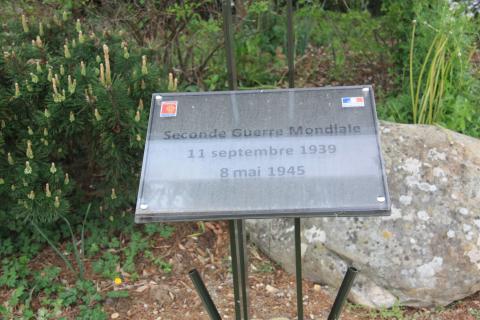 Seconde Guerre Mondiale
11 septembre 1939
8 mai 1945